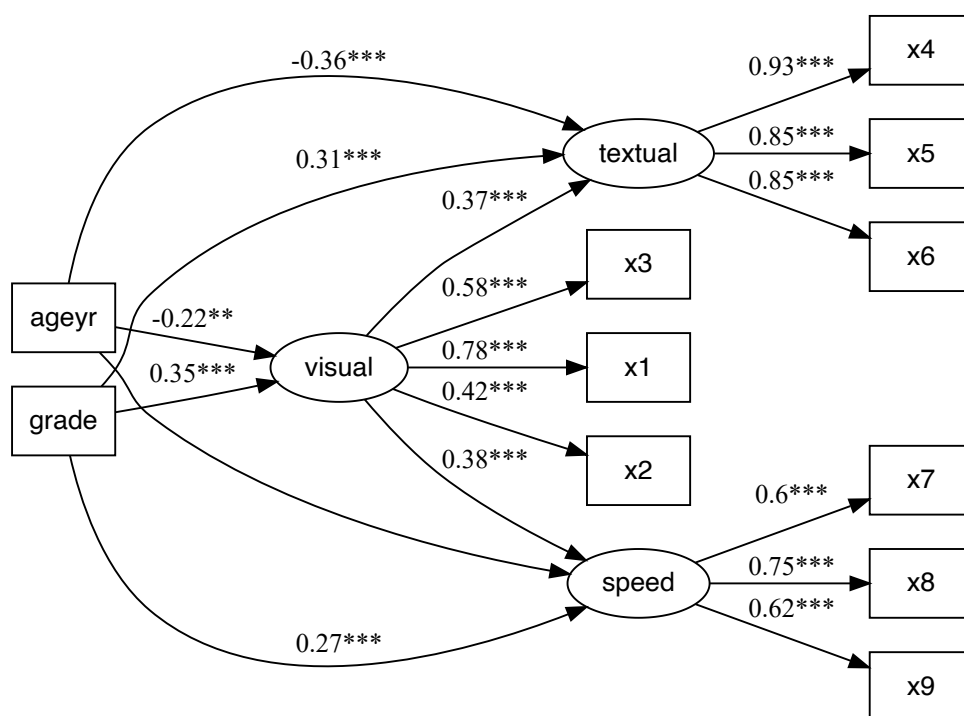 x4
-0.36***
0.93***
0.31***
textual
0.85***
x5
0.37***
0.85***
x3
x6
0.58***
ageyr
-0.22**
visual
0.78***
x1
0.35***
0.42***
grade
x2
0.38***
x7
0.6***
speed
0.75***
x8
0.62***
0.27***
x9